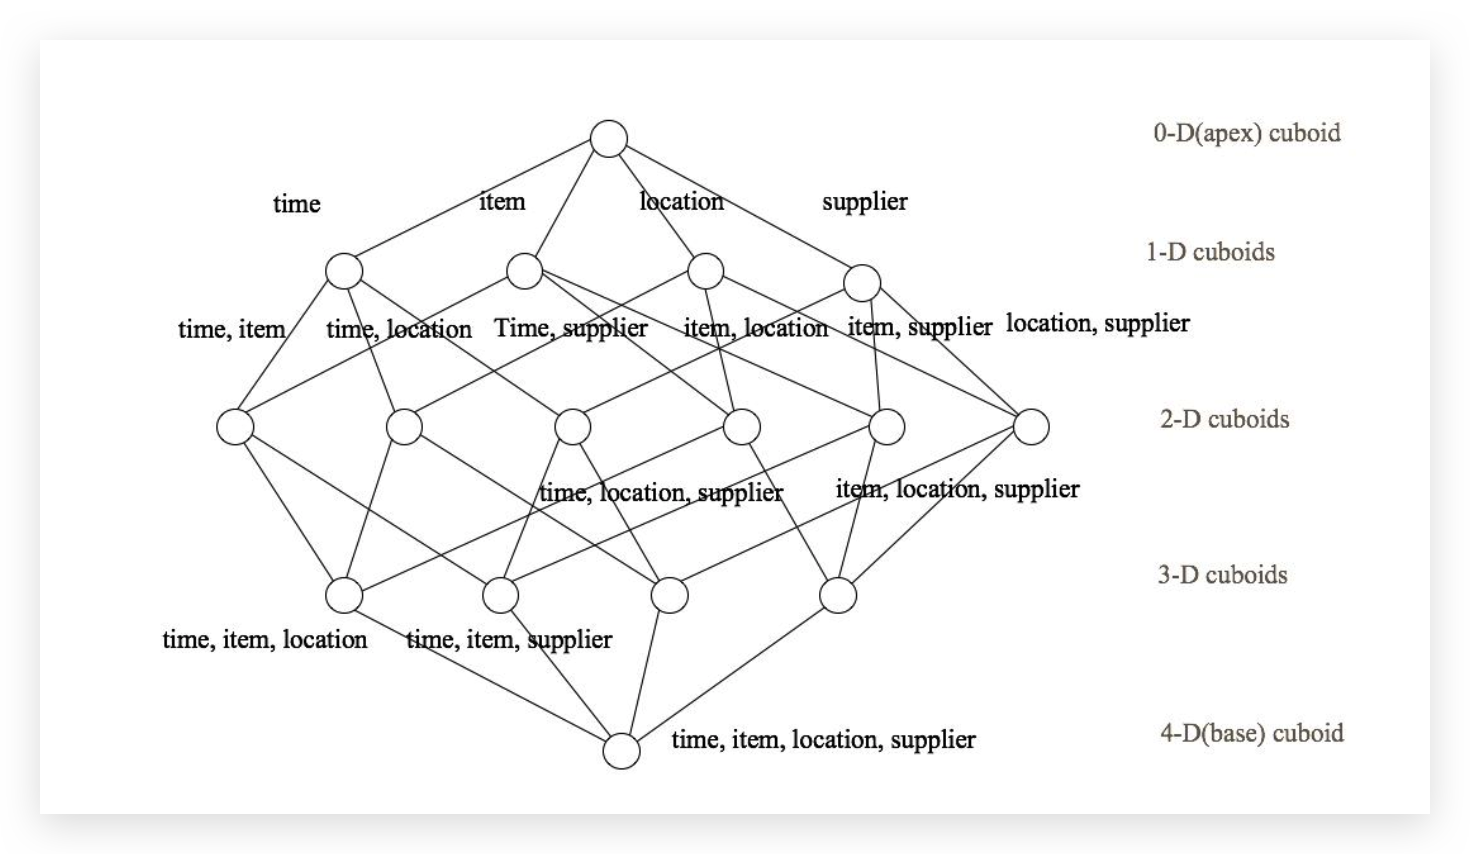 0-D(apex) cuboid
time
item
location
supplier
1-D cuboids
time, item
time, location
Time, supplier
item, location
item, supplier
location, supplier
2-D cuboids
time, location, supplier
item, location, supplier
3-D cuboids
time, item, location
time, item, supplier
time, item, location, supplier
4-D(base) cuboid